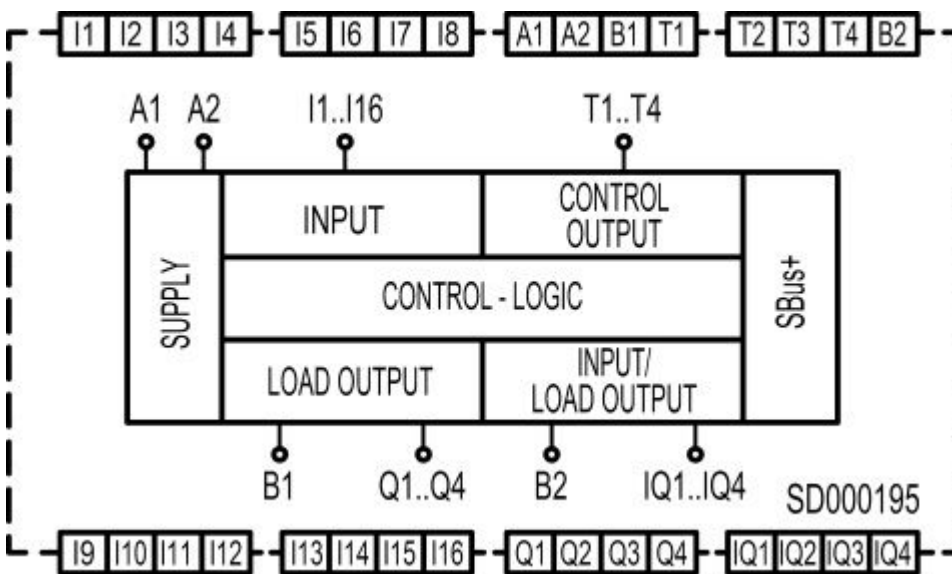 I1 I2 I3 I4 I5 I6 I7 I8 A1 A2 B1 T1 T2 T3 T4 B2
A1 A2 I1..I16 T1..T4
SUPPLY
INPUT
CONTROL
OUTPUT
CONTROL - LOGIC
LOAD OUTPUT
INPUT/
LOAD OUTPUT
SBus+
B1 Q1..Q4 B2 IQ1..IQ4
SD000195
I9 I10 I11 I12 I13 I14 I15 I16 Q1 Q2 Q3 Q4 IQ1 IQ2 IQ3 IQ4